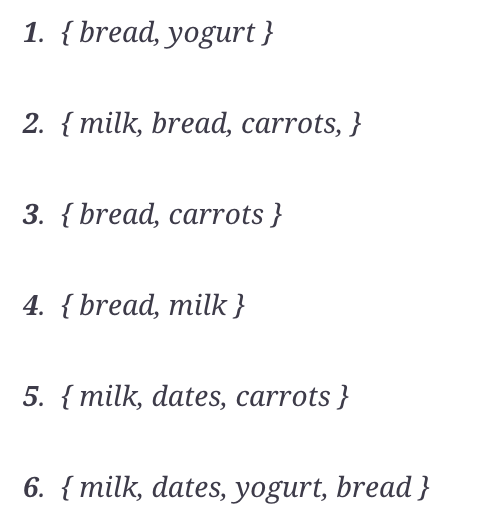 1. { bread, yogurt }
2. { milk, bread, carrots, }
3. { bread, carrots }
4. { bread, milk }
5. { milk, dates, carrots }
6. { milk, dates, yogurt, bread }